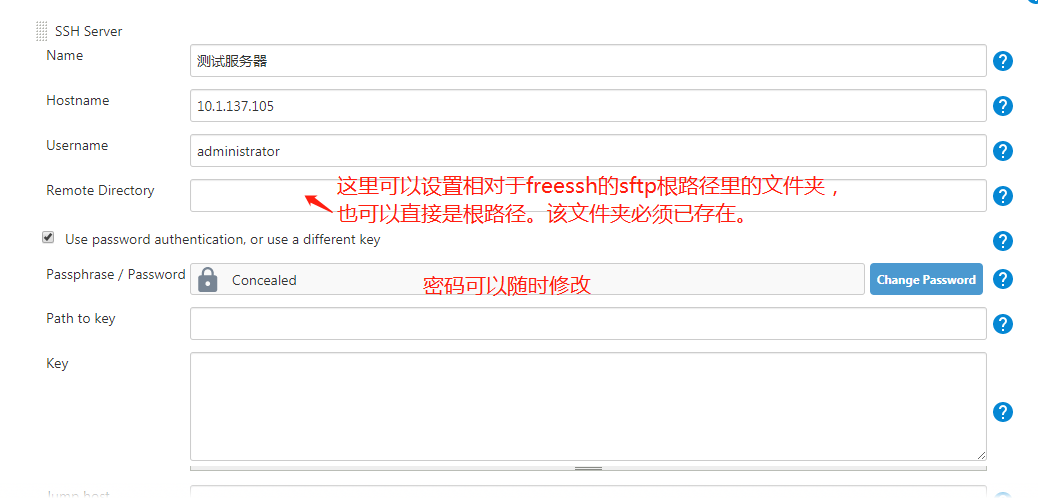 SSH Server
Name
测试服务器
Hostname
10.1.137.105
Username
administrator
Remote Directory
这里可以设置相对于freessh的sftp根路径里的文件夹，
也可以直接是根路径。该文件夹必须已存在。
Use password authentication, or use a different key
Passphrase / Password
Concealed
密码可以随时修改
Change Password
Path to key
Key
Jump host